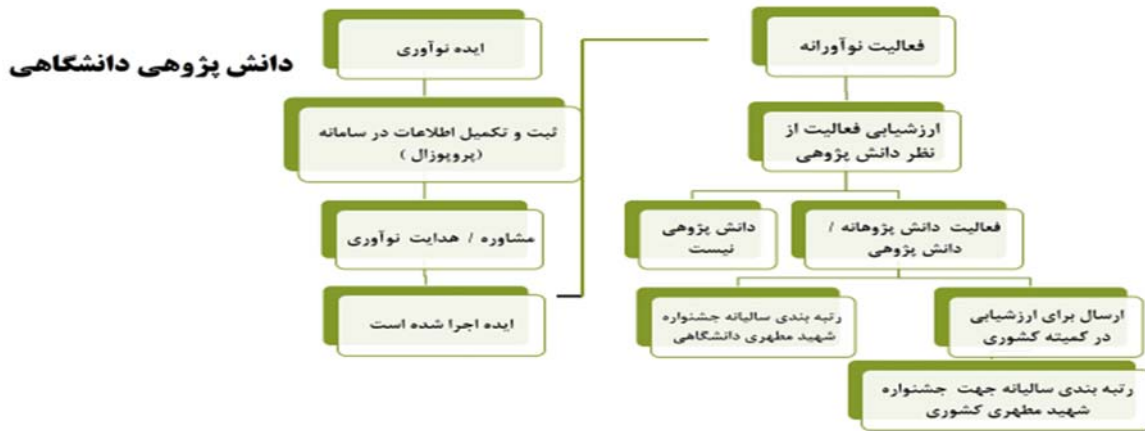 دانش پژوهی دانشگاهی
ایده نوآوری
ثبت و تکمیل اطلاعات در سامانه
(پروپوزال )
مشاوره / هدایت نوآوری
ایده اجرا شده است
فعالیت نوآورانه
ارزشیابی فعالیت از
نظر دانش پژوهی
دانش پژوهی
نیست
فعالیت دانش پژوهانه /
دانش پژوهی
رتبه بندی سالیانه جشنواره
شهید مطهری دانشگاهی
ارسال برای ارزشیابی
در کمیته کشوری
رتبه بندی سالیانه جهت جشنواره
شهید مطهری کشوری